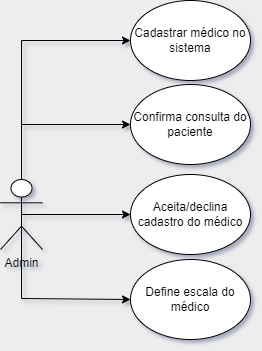 Cadastrar médico no
sistema
Confirma consulta do
paciente
Aceita/declina
cadastro do médico
Admin
Define escala do
médico